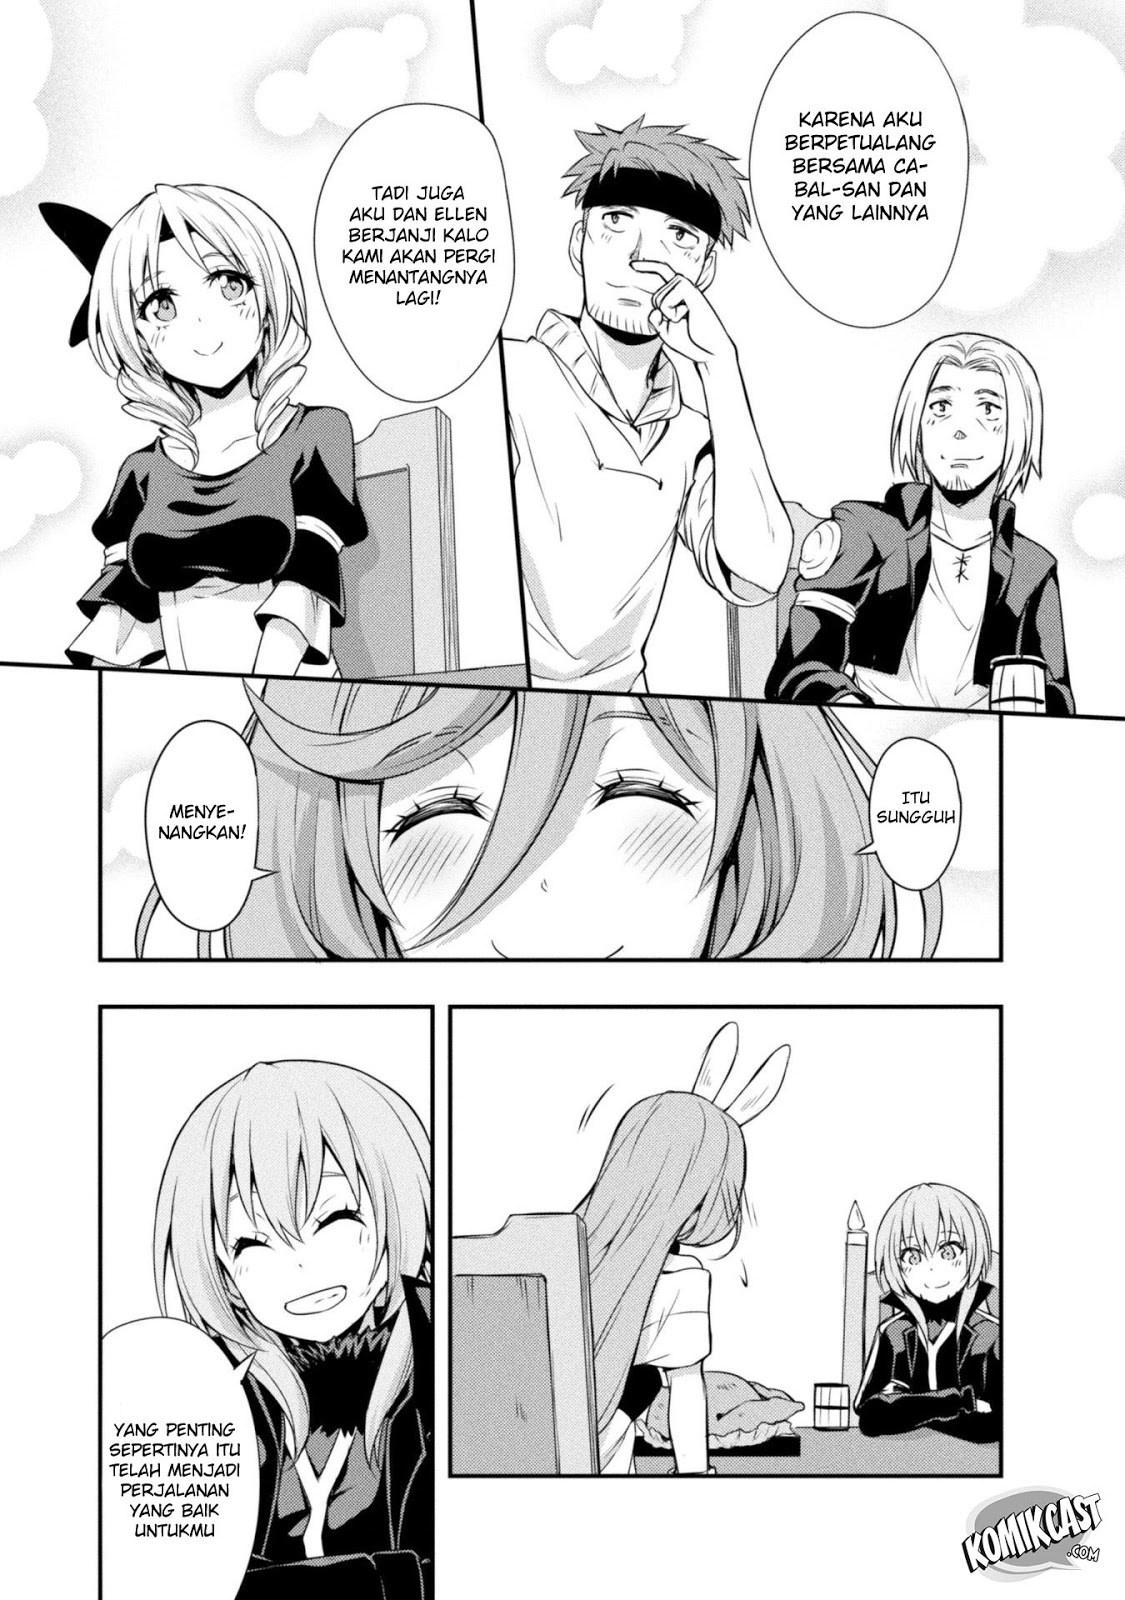 KARENA AKU
BERPETUALANG
BERSAMA CA-
BAL-SAN DAN
YANG LAINNYA
TADI JUGA
AKU DAN ELLEN
BERJANJI KALO
KAMI AKAN PERGI
MENANTANGNYA
LAGI!
ITU
SUNGGUH
MENYE-
NANGKAN!
YANG PENTING
SEPERTINYA ITU
TELAH MENJADI
PERJALANAN
YANG BAIK
UNTUKMU
KOMIKCAST
.COM